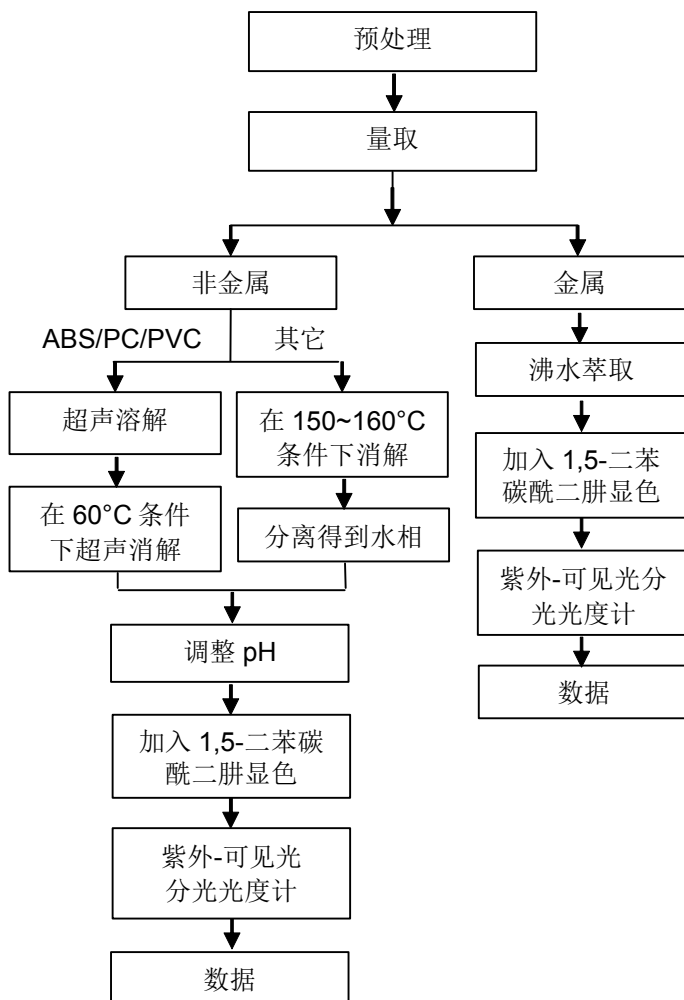 预处理
量取
非金属
金属
ABS/PC/PVC
其它
沸水萃取
超声溶解
在 150~160°C
条件下消解
加入 1,5-二苯
碳酰二肼显色
在 60°C 条件
下超声消解
分离得到水相
紫外-可见光分
光光度计
调整 pH
数据
加入 1,5-二苯碳
酰二肼显色
紫外-可见光
分光光度计
数据